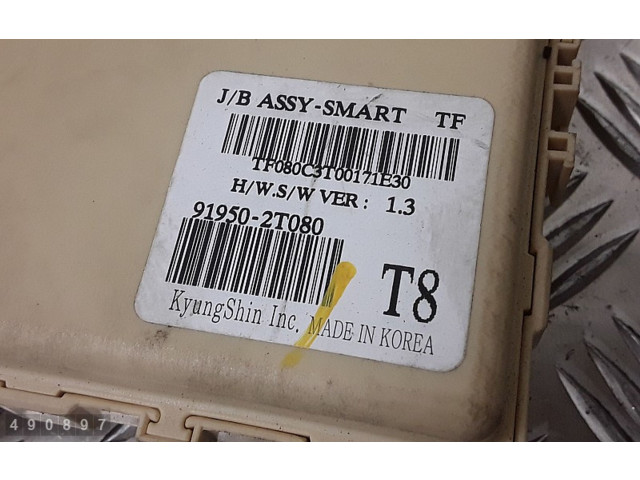 J/B ASSY-SMART TF
TF080C3T00171E30
H/W.S/W VER : 1.3
91950-2T080
T8
KyungShin Inc. MADE IN KOREA
490897